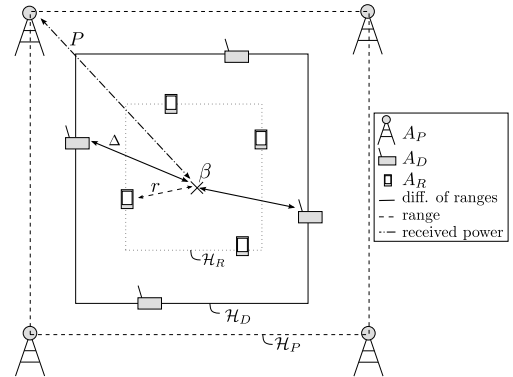 P
A_P
Δ
A_D
β
A_R
r
diff. of ranges
range
received power
ℋ_R
ℋ_D
ℋ_P